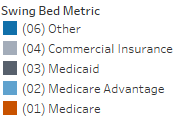 Swing Bed Metric
(06) Other
(04) Commercial Insurance
(03) Medicaid
(02) Medicare Advantage
(01) Medicare